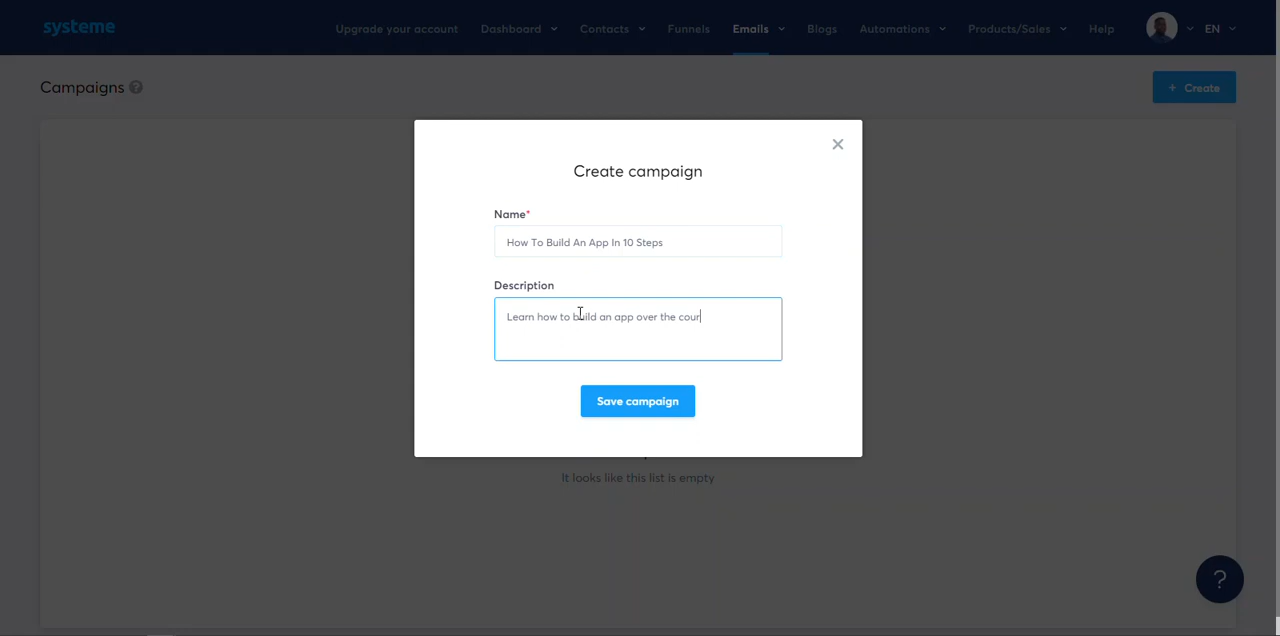 systeme
Upgrade your account Dashboard Contacts Funnels Emails Blogs Automations Products/Sales Help EN
Campaigns ?
+ Create
Create campaign
Name*
How To Build An App In 10 Steps
Description
Learn how to build an app over the cour
Save campaign
It looks like this list is empty
?